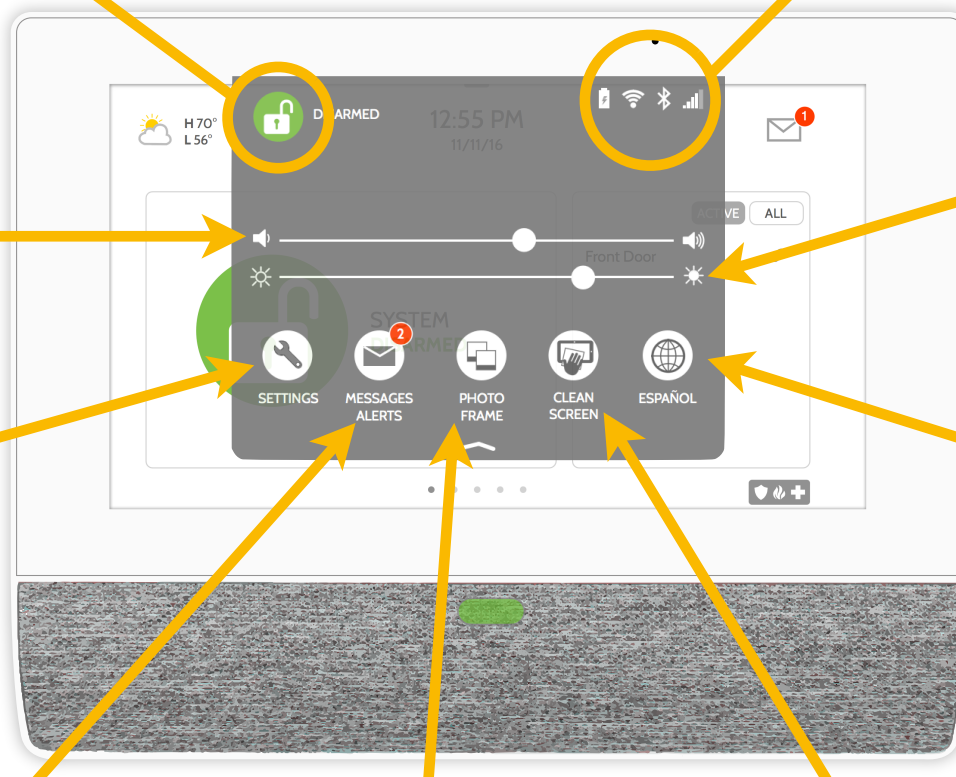 DISARMED
12:55 PM
11/11/16
H 70°
L 56°
1
ACTIVE
ALL
Front Door
SYSTEM
DISARMED
2
SETTINGS
MESSAGES
ALERTS
PHOTO
FRAME
CLEAN
SCREEN
ESPAÑOL